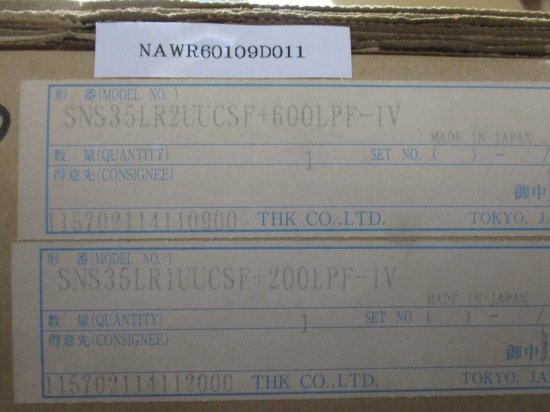 NAWR60109D011
形 番(MODEL NO.)
SNS35LR2UUCSF+600LPF-IV
MADE IN JAPAN
数 量(QUANTITY) 1 SET NO. ( ) - /
得意先(CONSIGNEE)
御中
115702114110900 THK CO.,LTD. TOKYO, JA
形 番(MODEL NO.)
SNS35LR1UUCSF+200LPF-IV
MADE IN JAPAN
数 量(QUANTITY) 1 SET NO. ( ) - /
得意先(CONSIGNEE)
御中
115702114112000 THK CO.,LTD. TOKYO, JA